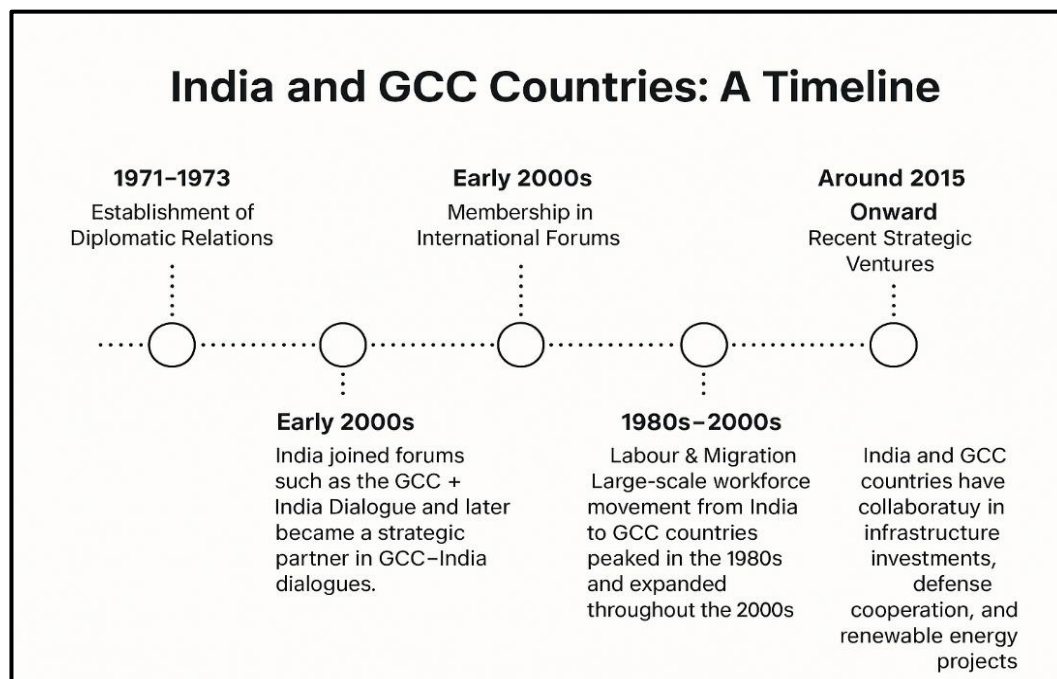 India and GCC Countries: A Timeline
1971–1973
Establishment of
Diplomatic Relations
Early 2000s
India joined forums
such as the GCC +
India Dialogue and later
became a strategic
partner in GCC–India
dialogues.
Early 2000s
Membership in
International Forums
1980s–2000s
Labour & Migration
Large-scale workforce
movement from India
to GCC countries
peaked in the 1980s
and expanded
throughout the 2000s
Around 2015
Onward
Recent Strategic
Ventures
India and GCC
countries have
collaboratuy in
infrastructure
investments,
defense
cooperation, and
renewable energy
projects